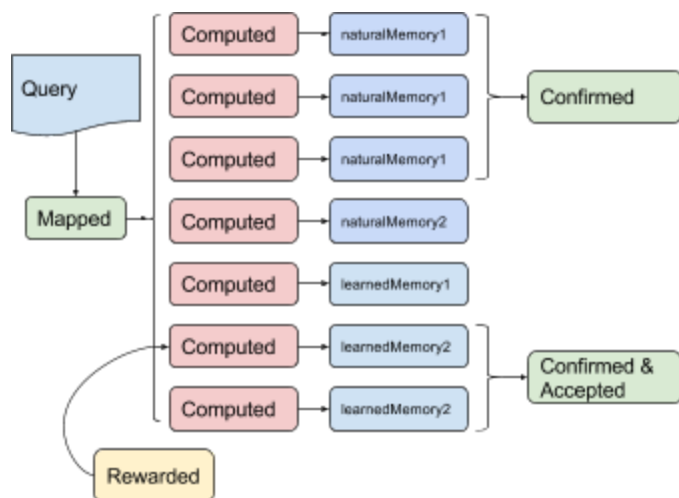 Computed
naturalMemory1
Query
Computed
naturalMemory1
Confirmed
Computed
naturalMemory1
Mapped
Computed
naturalMemory2
Computed
learnedMemory1
Computed
learnedMemory2
Confirmed &
Accepted
Computed
learnedMemory2
Rewarded